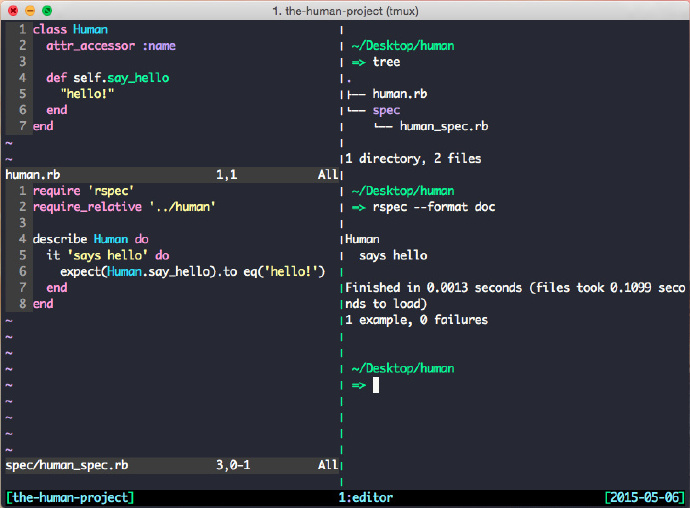 1. the-human-project (tmux)
1 class Human
2   attr_accessor :name
3
4   def self.say_hello
5     "hello!"
6   end
7 end
~
~
human.rb 1,1 All
1 require 'rspec'
2 require_relative '../human'
3
4 describe Human do
5   it 'says hello' do
6     expect(Human.say_hello).to eq('hello!')
7   end
8 end
~
~
~
~
~
~
~
~
~
spec/human_spec.rb 3,0-1 All
~/Desktop/human
=> tree
.
├── human.rb
└── spec
    └── human_spec.rb
1 directory, 2 files
~/Desktop/human
=> rspec --format doc
Human
  says hello
Finished in 0.0013 seconds (files took 0.1099 seco
nds to load)
1 example, 0 failures
~/Desktop/human
=>
[the-human-project] 1:editor [2015-05-06]